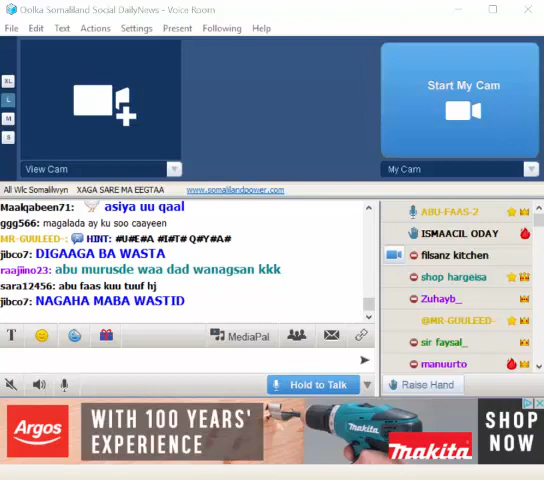 Oolka Somaliland Social DailyNews - Voice Room
File Edit Text Actions Settings Present Following Help
XL
L
M
S
Start My Cam
View Cam
My Cam
All Wlc Somalilwyn XAGA SARE MA EEGTAA www.somalilandpower.com
Maalqabeen71: asiya uu qaal
ggg566: magalada ay ku soo caayeen
MR-GUULEED-: HINT: #U#E#A #I#T# Q#Y#A#
jibco7: DIGAAGA BA WASTA
raajiino23: abu murusde waa dad wanagsan kkk
sara12456: abu faas kuu tuuf hj
jibco7: NAGAHA MABA WASTID
ABU-FAAS-2
ISMAACIL ODAY
filsanz kitchen
shop hargeisa
Zuhayb_
@MR-GUULEED-
sir faysal_
manuurto
T
MediaPal
Hold to Talk
Raise Hand
Argos
WITH 100 YEARS'
EXPERIENCE
makita
Makita
SHOP
NOW